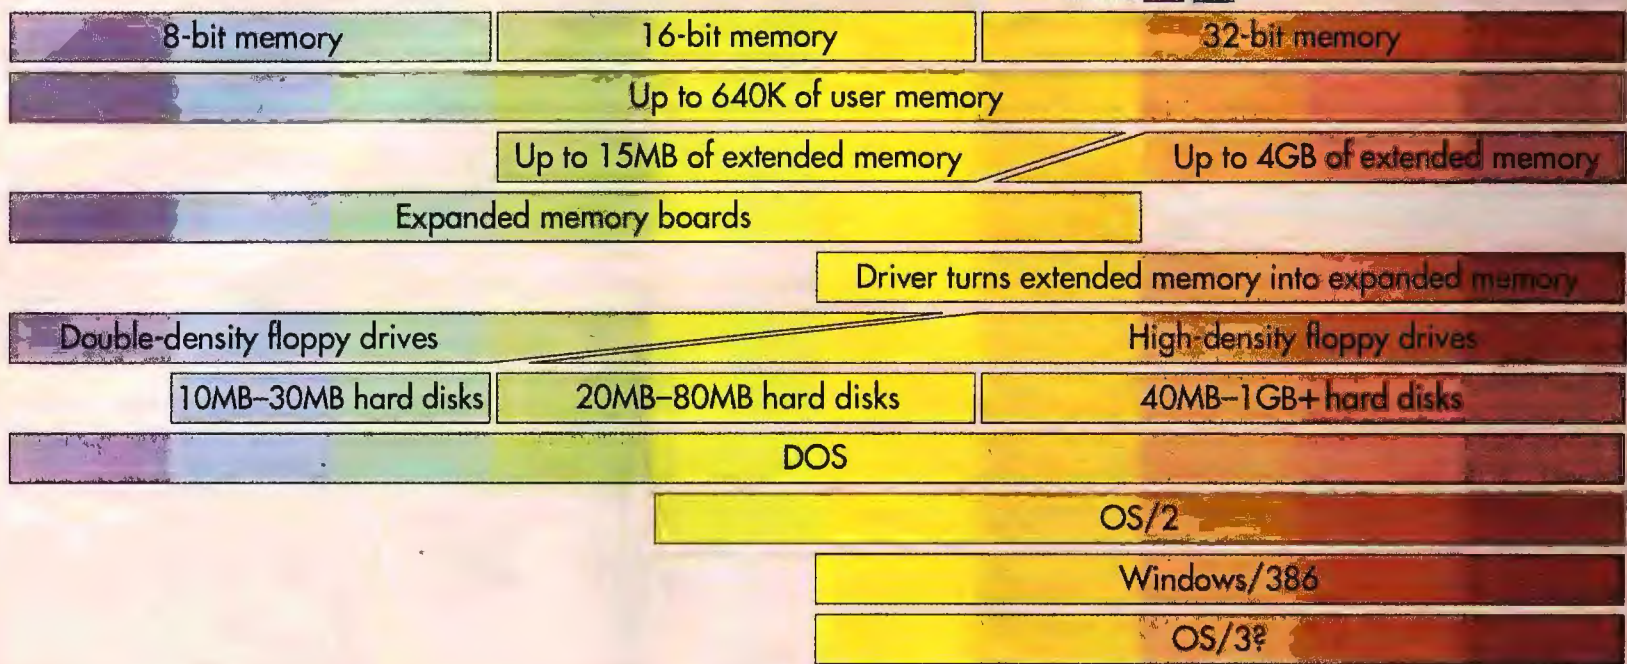 8-bit memory
16-bit memory
32-bit memory
Up to 640K of user memory
Up to 15MB of extended memory
Up to 4GB of extended memory
Expanded memory boards
Driver turns extended memory into expanded memory
Double-density floppy drives
High-density floppy drives
10MB–30MB hard disks
20MB–80MB hard disks
40MB–1GB+ hard disks
DOS
OS/2
Windows/386
OS/3?